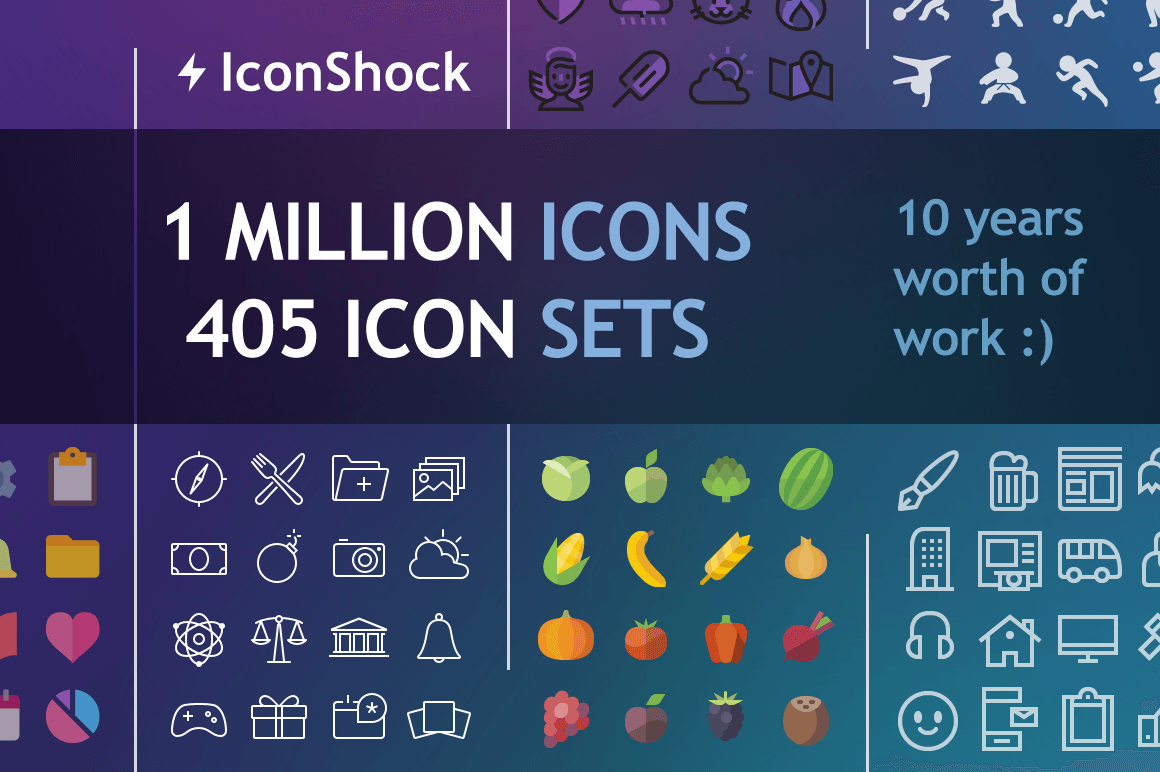 IconShock
1 MILLION ICONS
405 ICON SETS
10 years
worth of
work :)